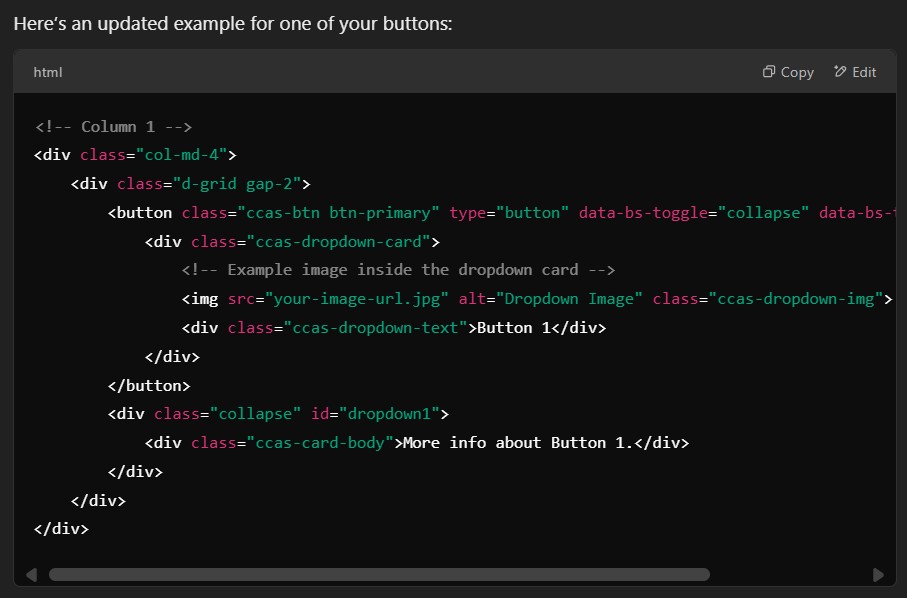 Here's an updated example for one of your buttons:
html
Copy
Edit
<!-- Column 1 -->
<div class="col-md-4">
<div class="d-grid gap-2">
<button class="ccas-btn btn-primary" type="button" data-bs-toggle="collapse" data-bs-
<div class="ccas-dropdown-card">
<!-- Example image inside the dropdown card -->
<img src="your-image-url.jpg" alt="Dropdown Image" class="ccas-dropdown-img">
<div class="ccas-dropdown-text">Button 1</div>
</div>
</button>
<div class="collapse" id="dropdown1">
<div class="ccas-card-body">More info about Button 1.</div>
</div>
</div>
</div>